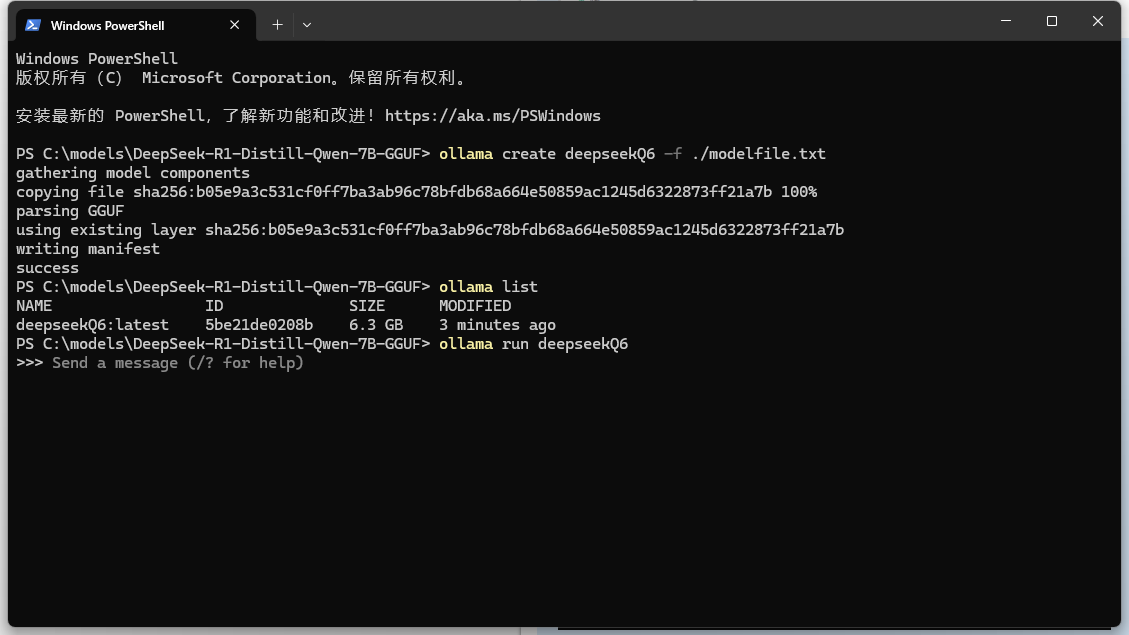 Windows PowerShell
Windows PowerShell
版权所有（C） Microsoft Corporation。保留所有权利。
安装最新的 PowerShell，了解新功能和改进！https://aka.ms/PSWindows
PS C:\models\DeepSeek-R1-Distill-Qwen-7B-GGUF> ollama create deepseekQ6 -f ./modelfile.txt
gathering model components
copying file sha256:b05e9a3c531cf0ff7ba3ab96c78bfdb68a664e50859ac1245d6322873ff21a7b 100%
parsing GGUF
using existing layer sha256:b05e9a3c531cf0ff7ba3ab96c78bfdb68a664e50859ac1245d6322873ff21a7b
writing manifest
success
PS C:\models\DeepSeek-R1-Distill-Qwen-7B-GGUF> ollama list
NAME ID SIZE MODIFIED
deepseekQ6:latest 5be21de0208b 6.3 GB 3 minutes ago
PS C:\models\DeepSeek-R1-Distill-Qwen-7B-GGUF> ollama run deepseekQ6
>>> Send a message (/? for help)